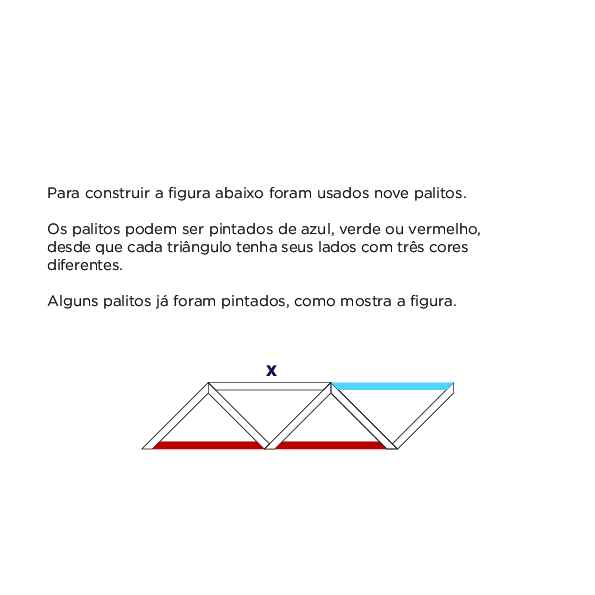 Para construir a figura abaixo foram usados nove palitos.
Os palitos podem ser pintados de azul, verde ou vermelho,
desde que cada triângulo tenha seus lados com três cores
diferentes.
Alguns palitos já foram pintados, como mostra a figura.
x